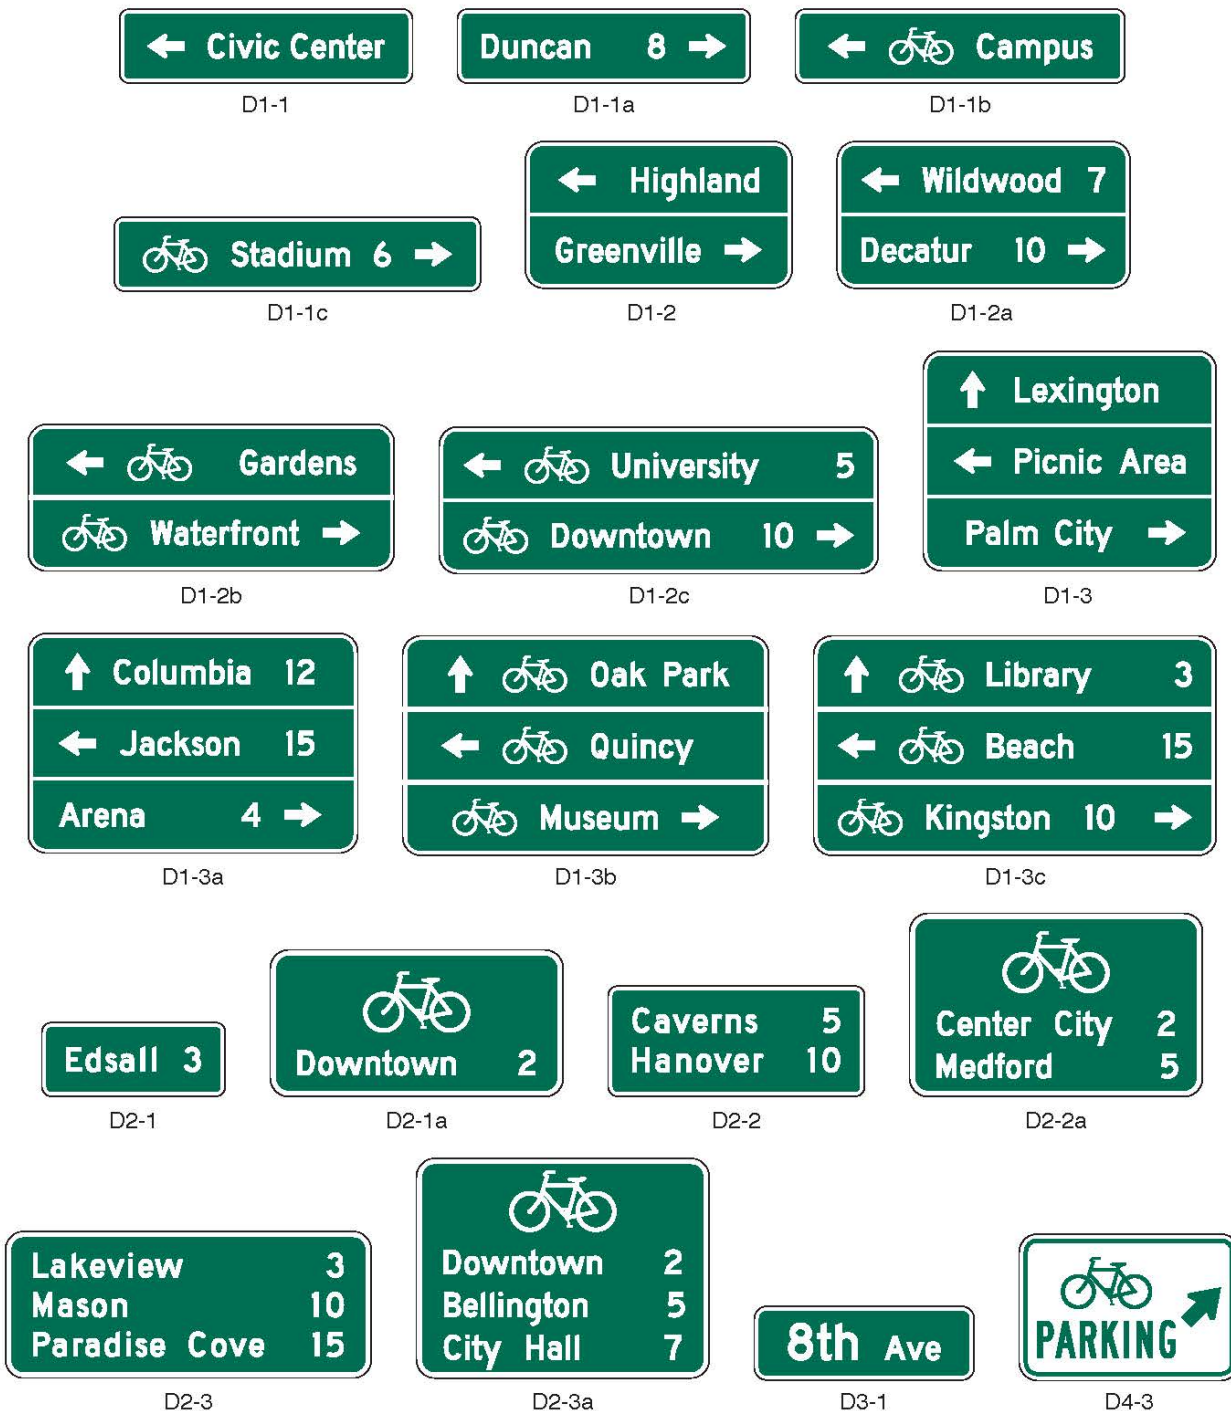 Civic Center
D1-1
Duncan 8
D1-1a
Campus
D1-1b
Stadium 6
D1-1c
Highland
Greenville
D1-2
Wildwood 7
Decatur 10
D1-2a
Gardens
Waterfront
D1-2b
University 5
Downtown 10
D1-2c
Lexington
Picnic Area
Palm City
D1-3
Columbia 12
Jackson 15
Arena 4
D1-3a
Oak Park
Quincy
Museum
D1-3b
Library 3
Beach 15
Kingston 10
D1-3c
Edsall 3
D2-1
Downtown 2
D2-1a
Caverns 5
Hanover 10
D2-2
Center City 2
Medford 5
D2-2a
Lakeview 3
Mason 10
Paradise Cove 15
D2-3
Downtown 2
Bellington 5
City Hall 7
D2-3a
8th Ave
D3-1
PARKING
D4-3